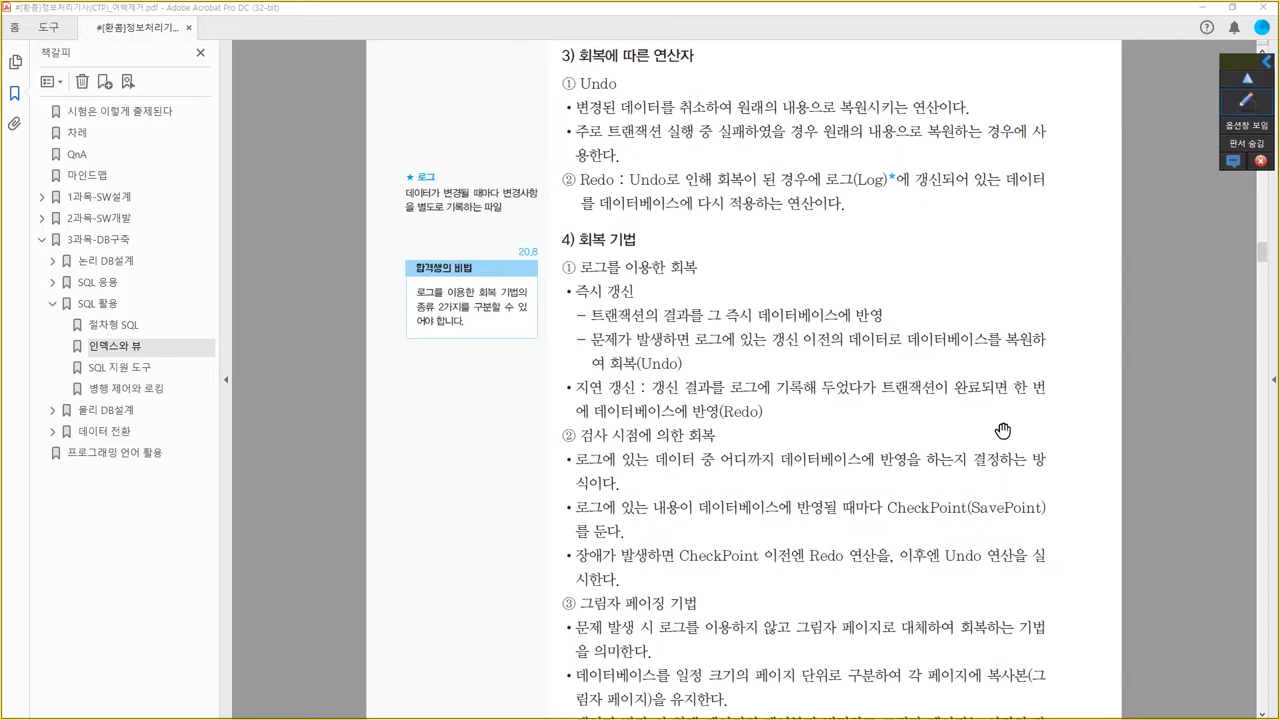 #[환콤]정보처리기사(CTP)_여백제거.pdf - Adobe Acrobat Pro DC (32-bit)
홈 도구 #[환콤]정보처리기... ×
책갈피
시험은 이렇게 출제된다
차례
QnA
마인드맵
1과목-SW설계
2과목-SW개발
3과목-DB구축
논리 DB설계
SQL 응용
SQL 활용
절차형 SQL
인덱스와 뷰
SQL 지원 도구
병행 제어와 로킹
물리 DB설계
데이터 전환
프로그래밍 언어 활용
★ 로그
데이터가 변경될 때마다 변경사항
을 별도로 기록하는 파일
20.8
합격생의 비법
로그를 이용한 회복 기법의
종류 2가지를 구분할 수 있
어야 합니다.
3) 회복에 따른 연산자
① Undo
• 변경된 데이터를 취소하여 원래의 내용으로 복원시키는 연산이다.
• 주로 트랜잭션 실행 중 실패하였을 경우 원래의 내용으로 복원하는 경우에 사
용한다.
② Redo : Undo로 인해 회복이 된 경우에 로그(Log)★에 갱신되어 있는 데이터
를 데이터베이스에 다시 적용하는 연산이다.
4) 회복 기법
① 로그를 이용한 회복
• 즉시 갱신
– 트랜잭션의 결과를 그 즉시 데이터베이스에 반영
– 문제가 발생하면 로그에 있는 갱신 이전의 데이터로 데이터베이스를 복원하
여 회복(Undo)
• 지연 갱신 : 갱신 결과를 로그에 기록해 두었다가 트랜잭션이 완료되면 한 번
에 데이터베이스에 반영(Redo)
② 검사 시점에 의한 회복
• 로그에 있는 데이터 중 어디까지 데이터베이스에 반영을 하는지 결정하는 방
식이다.
• 로그에 있는 내용이 데이터베이스에 반영될 때마다 CheckPoint(SavePoint)
를 둔다.
• 장애가 발생하면 CheckPoint 이전엔 Redo 연산을, 이후엔 Undo 연산을 실
시한다.
③ 그림자 페이징 기법
• 문제 발생 시 로그를 이용하지 않고 그림자 페이지로 대체하여 회복하는 기법
을 의미한다.
• 데이터베이스를 일정 크기의 페이지 단위로 구분하여 각 페이지에 복사본(그
림자 페이지)을 유지한다.
옵션창 보임
판서 숨김